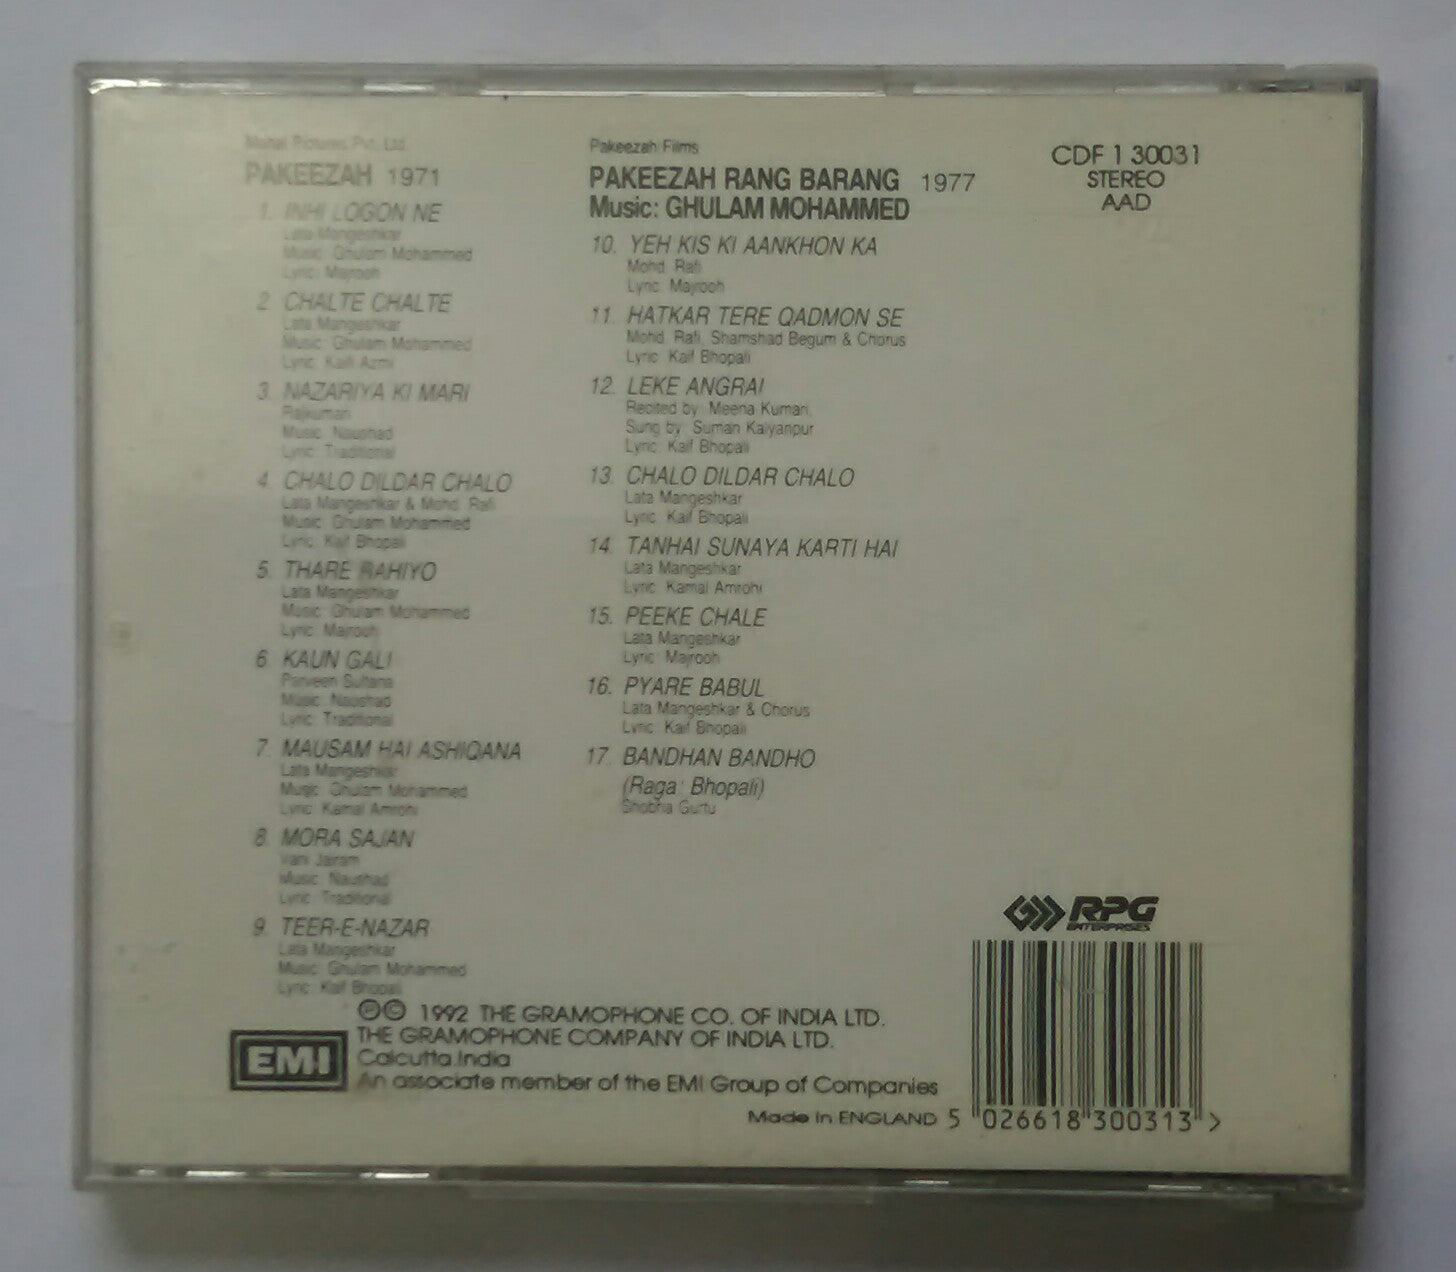 Mahal Pictures Pvt. Ltd.
PAKEEZAH 1971
1. INHI LOGON NE
Lata Mangeshkar
Music: Ghulam Mohammed
Lyric: Majrooh
2. CHALTE CHALTE
Lata Mangeshkar
Music: Ghulam Mohammed
Lyric: Kaifi Azmi
3. NAZARIYA KI MARI
Rajkumari
Music: Naushad
Lyric: Traditional
4. CHALO DILDAR CHALO
Lata Mangeshkar & Mohd. Rafi
Music: Ghulam Mohammed
Lyric: Kaif Bhopali
5. THARE RAHIYO
Lata Mangeshkar
Music: Ghulam Mohammed
Lyric: Majrooh
6. KAUN GALI
Parveen Sultana
Music: Naushad
Lyric: Traditional
7. MAUSAM HAI ASHIQANA
Lata Mangeshkar
Music: Ghulam Mohammed
Lyric: Kamal Amrohi
8. MORA SAJAN
Vani Jairam
Music: Naushad
Lyric: Traditional
9. TEER-E-NAZAR
Lata Mangeshkar
Music: Ghulam Mohammed
Lyric: Kaif Bhopali
Pakeezah Films
PAKEEZAH RANG BARANG 1977
Music: GHULAM MOHAMMED
10. YEH KIS KI AANKHON KA
Mohd. Rafi
Lyric: Majrooh
11. HATKAR TERE QADMON SE
Mohd. Rafi, Shamshad Begum & Chorus
Lyric: Kaif Bhopali
12. LEKE ANGRAI
Recited by: Meena Kumari,
Sung by: Suman Kalyanpur
Lyric: Kaif Bhopali
13. CHALO DILDAR CHALO
Lata Mangeshkar
Lyric: Kaif Bhopali
14. TANHAI SUNAYA KARTI HAI
Lata Mangeshkar
Lyric: Kamal Amrohi
15. PEEKE CHALE
Lata Mangeshkar
Lyric: Majrooh
16. PYARE BABUL
Lata Mangeshkar & Chorus
Lyric: Kaif Bhopali
17. BANDHAN BANDHO
(Raga: Bhopali)
Shobha Gurtu
CDF 1 30031
STEREO
AAD
RPG
ENTERPRISES
℗© 1992 THE GRAMOPHONE CO. OF INDIA LTD.
THE GRAMOPHONE COMPANY OF INDIA LTD.
Calcutta.India
An associate member of the EMI Group of Companies
EMI
Made in ENGLAND
5 026618 300313 >